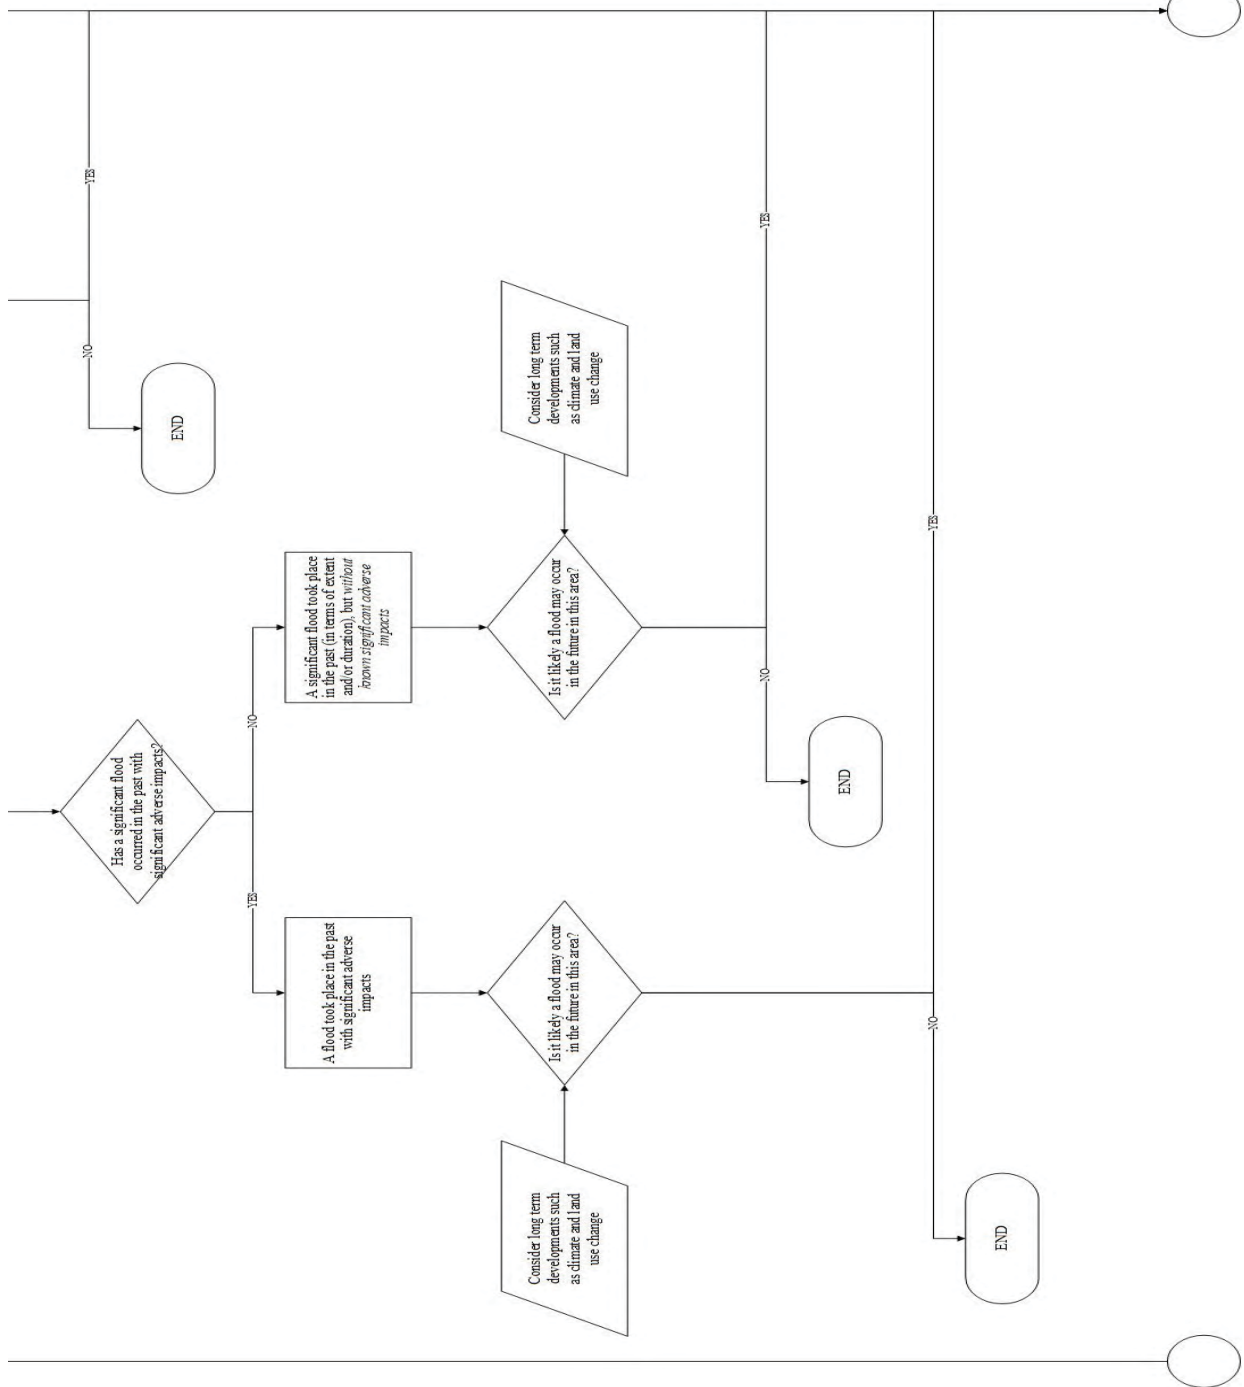 YES
NO
END
Has a significant flood
occurred in the past with
significant adverse impacts?
YES
NO
A flood took place in the past
with significant adverse
impacts
A significant flood took place
in the past (in terms of extent
and/or duration), but without
known significant adverse
impacts
Consider long term
developments such
as climate and land
use change
Is it likely a flood may occur
in the future in this area?
Is it likely a flood may occur
in the future in this area?
Consider long term
developments such
as climate and land
use change
NO
YES
END
NO
YES
END